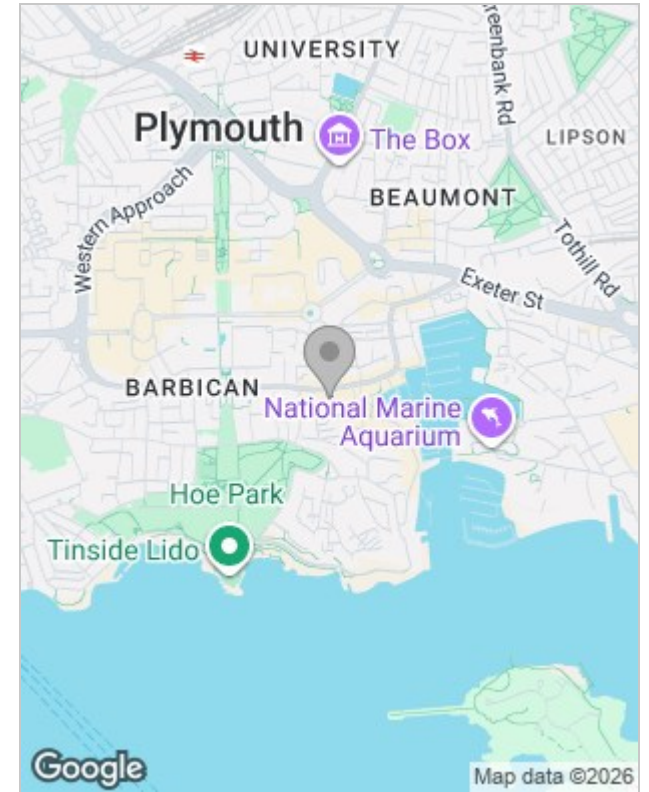 UNIVERSITY
reenbank Rd
Plymouth
The Box
LIPSON
BEAUMONT
Western Approach
Tothill Rd
Exeter St
BARBICAN
National Marine
Aquarium
Hoe Park
Tinside Lido
Google
Map data ©2026